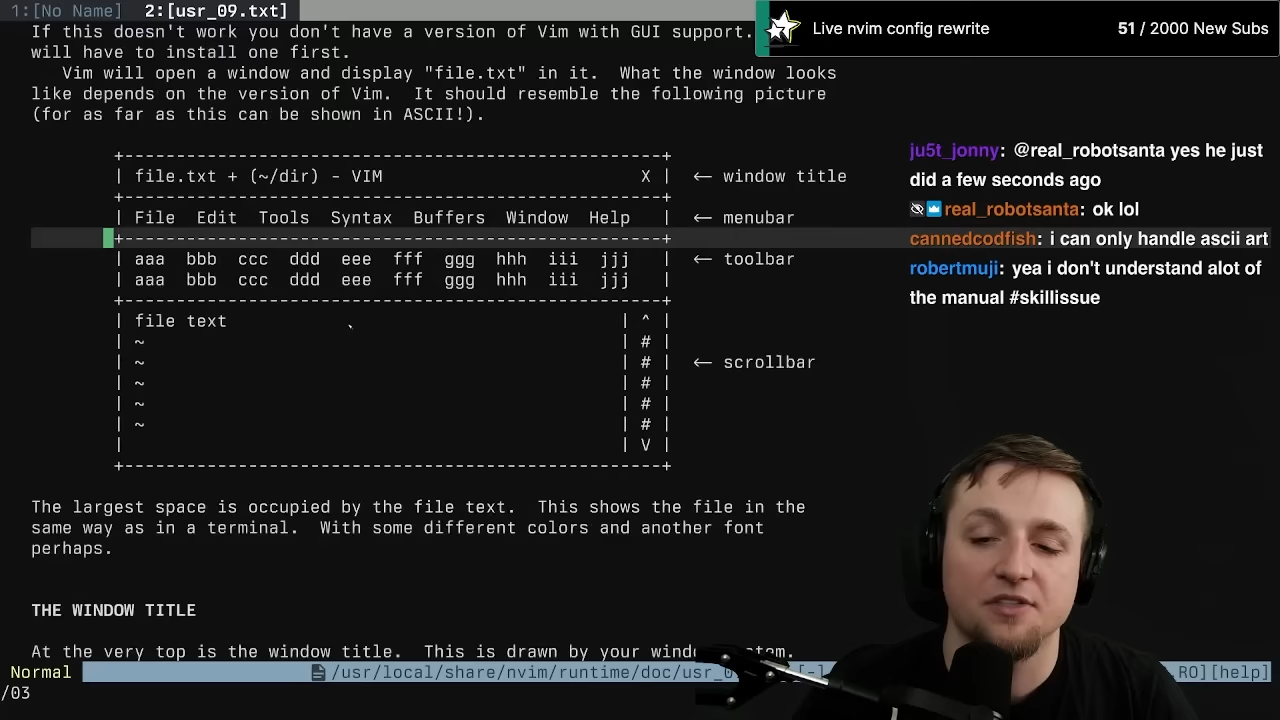 1:[No Name]  2:[usr_09.txt]
If this doesn't work you don't have a version of Vim with GUI support.
will have to install one first.
   Vim will open a window and display "file.txt" in it.  What the window looks
like depends on the version of Vim.  It should resemble the following picture
(for as far as this can be shown in ASCII!).
+----------------------------------------------------+
| file.txt + (~/dir) - VIM                         X |  <- window title
+----------------------------------------------------+
| File  Edit  Tools  Syntax  Buffers  Window  Help   |  <- menubar
+----------------------------------------------------+
| aaa  bbb  ccc  ddd  eee  fff  ggg  hhh  iii  jjj   |  <- toolbar
| aaa  bbb  ccc  ddd  eee  fff  ggg  hhh  iii  jjj   |
+----------------------------------------------------+
| file text                                      | ^ |
| ~                                              | # |
| ~                                              | # |  <- scrollbar
| ~                                              | # |
| ~                                              | # |
| ~                                              | # |
|                                                | V |
+----------------------------------------------------+
The largest space is occupied by the file text.  This shows the file in the
same way as in a terminal.  With some different colors and another font
perhaps.
THE WINDOW TITLE
At the very top is the window title.  This is drawn by your
Normal
/usr/local/share/nvim/runtime/doc/usr_0 [-] RO][help]
/03
Live nvim config rewrite 51 / 2000 New Subs
ju5t_jonny: @real_robotsanta yes he just
did a few seconds ago
real_robotsanta: ok lol
cannedcodfish: i can only handle ascii art
robertmuji: yea i don't understand alot of
the manual #skillissue